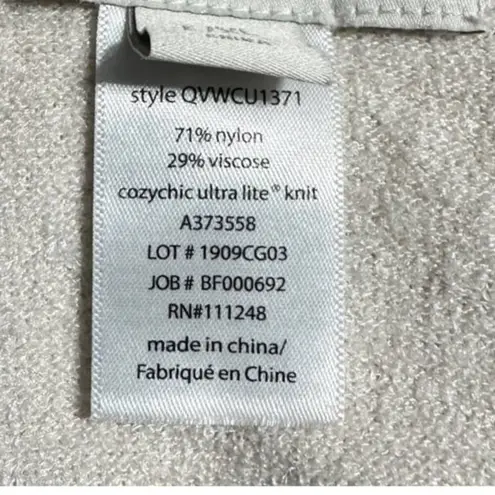 style QVWCU1371
71% nylon
29% viscose
cozychic ultra lite® knit
A373558
LOT # 1909CG03
JOB # BF000692
RN#111248
made in china/
Fabriqué en Chine